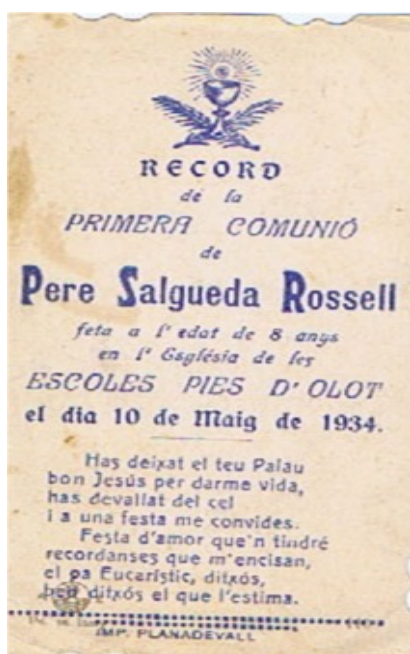 RECORD
de la
PRIMERA COMUNIÓ
de
Pere Salgueda Rossell
feta a l'edat de 8 anys
en l'Església de les
ESCOLES PIES D'OLOT
el dia 10 de Maig de 1934.
Has deixat el teu Palau
bon Jesús per darme vida,
has devallat del cel
i a una festa me convides.
Festa d'amor que'n tindré
recordanses que m'encisan,
el pa Eucarístic, ditxós,
ditxós el que l'estima.
IMP. PLANADEVALL